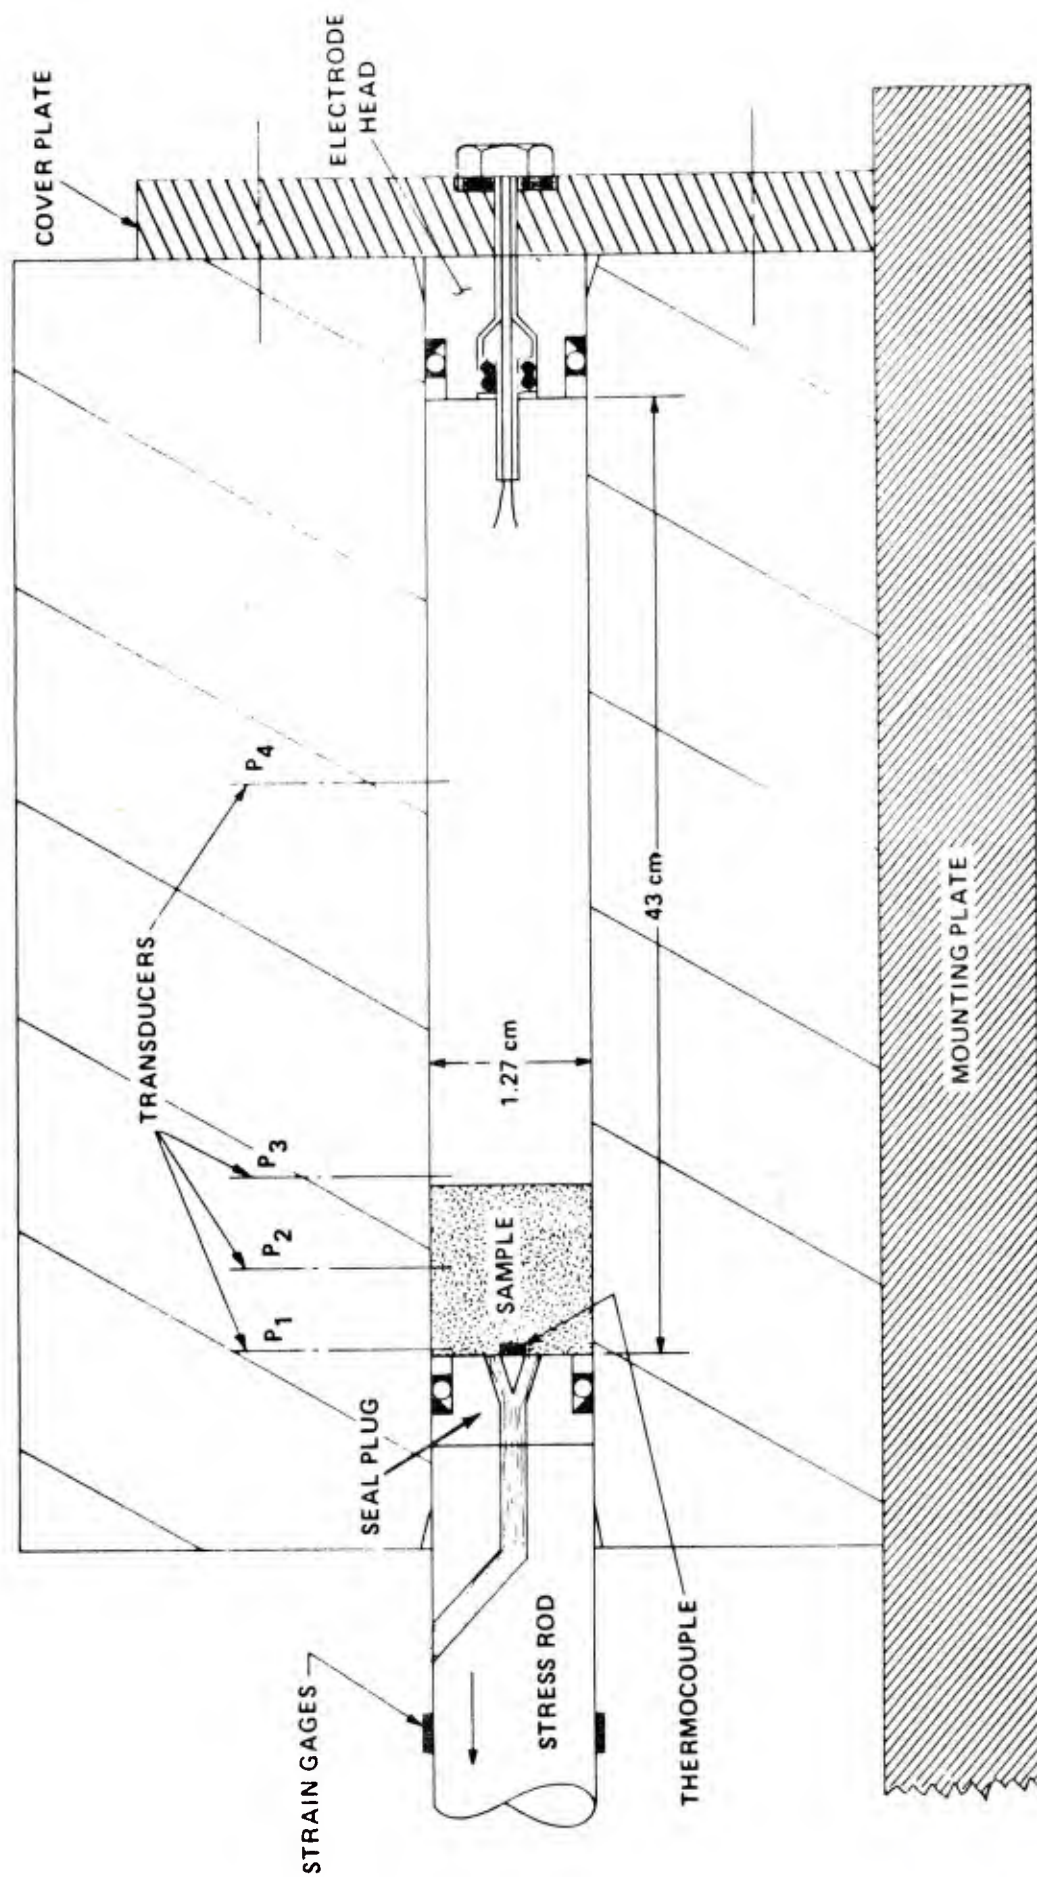 COVER PLATE
ELECTRODE
HEAD
TRANSDUCERS
P1
P2
P3
P4
SEAL PLUG
STRAIN GAGES
SAMPLE
1.27 cm
43 cm
STRESS ROD
THERMOCOUPLE
MOUNTING PLATE